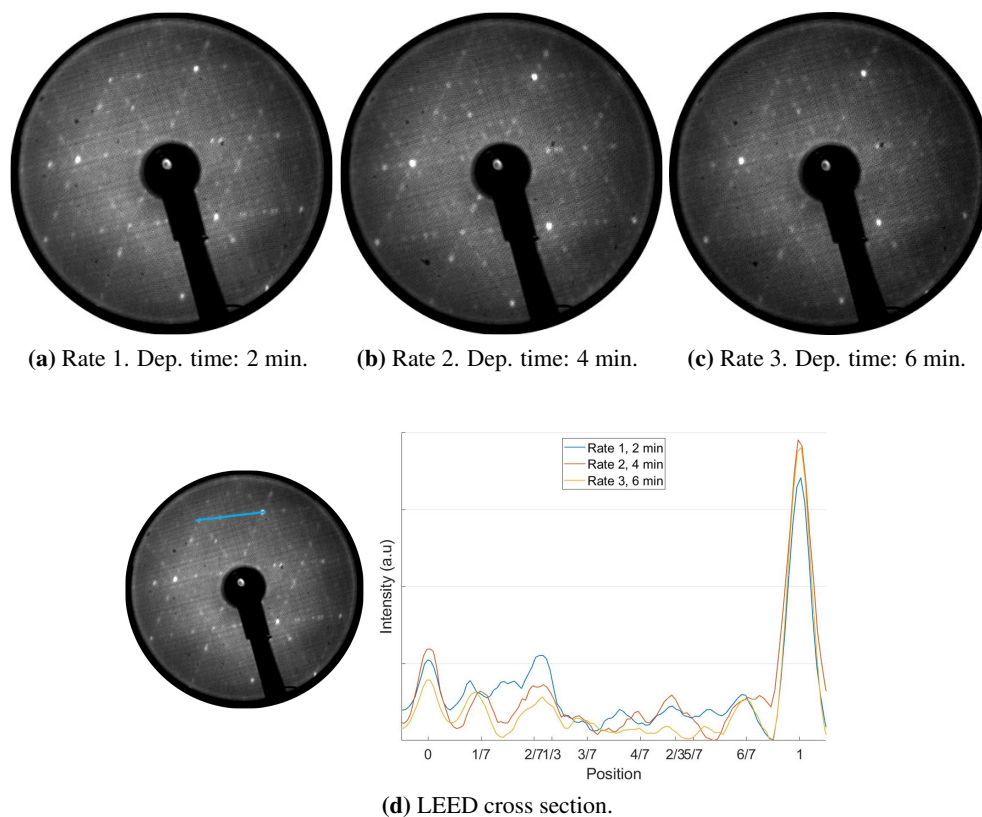 (a) Rate 1. Dep. time: 2 min.
(b) Rate 2. Dep. time: 4 min.
(c) Rate 3. Dep. time: 6 min.
Rate 1, 2 min
Rate 2, 4 min
Rate 3, 6 min
Intensity (a.u)
0 1/7 2/71/3 3/7 4/7 2/35/7 6/7 1
Position
(d) LEED cross section.